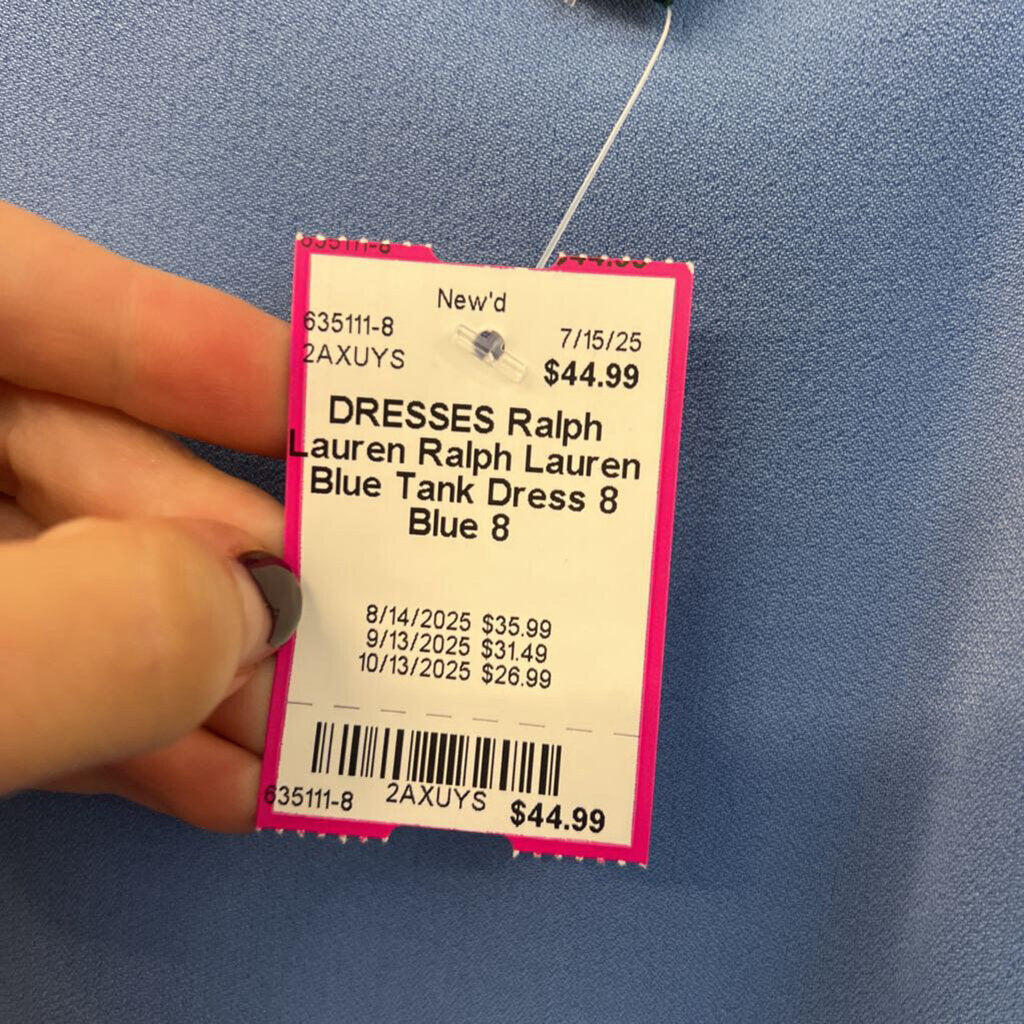 635111-8
New'd
635111-8 7/15/25
2AXUYS $44.99
DRESSES Ralph
Lauren Ralph Lauren
Blue Tank Dress 8
Blue 8
8/14/2025 $35.99
9/13/2025 $31.49
10/13/2025 $26.99
635111-8 2AXUYS $44.99